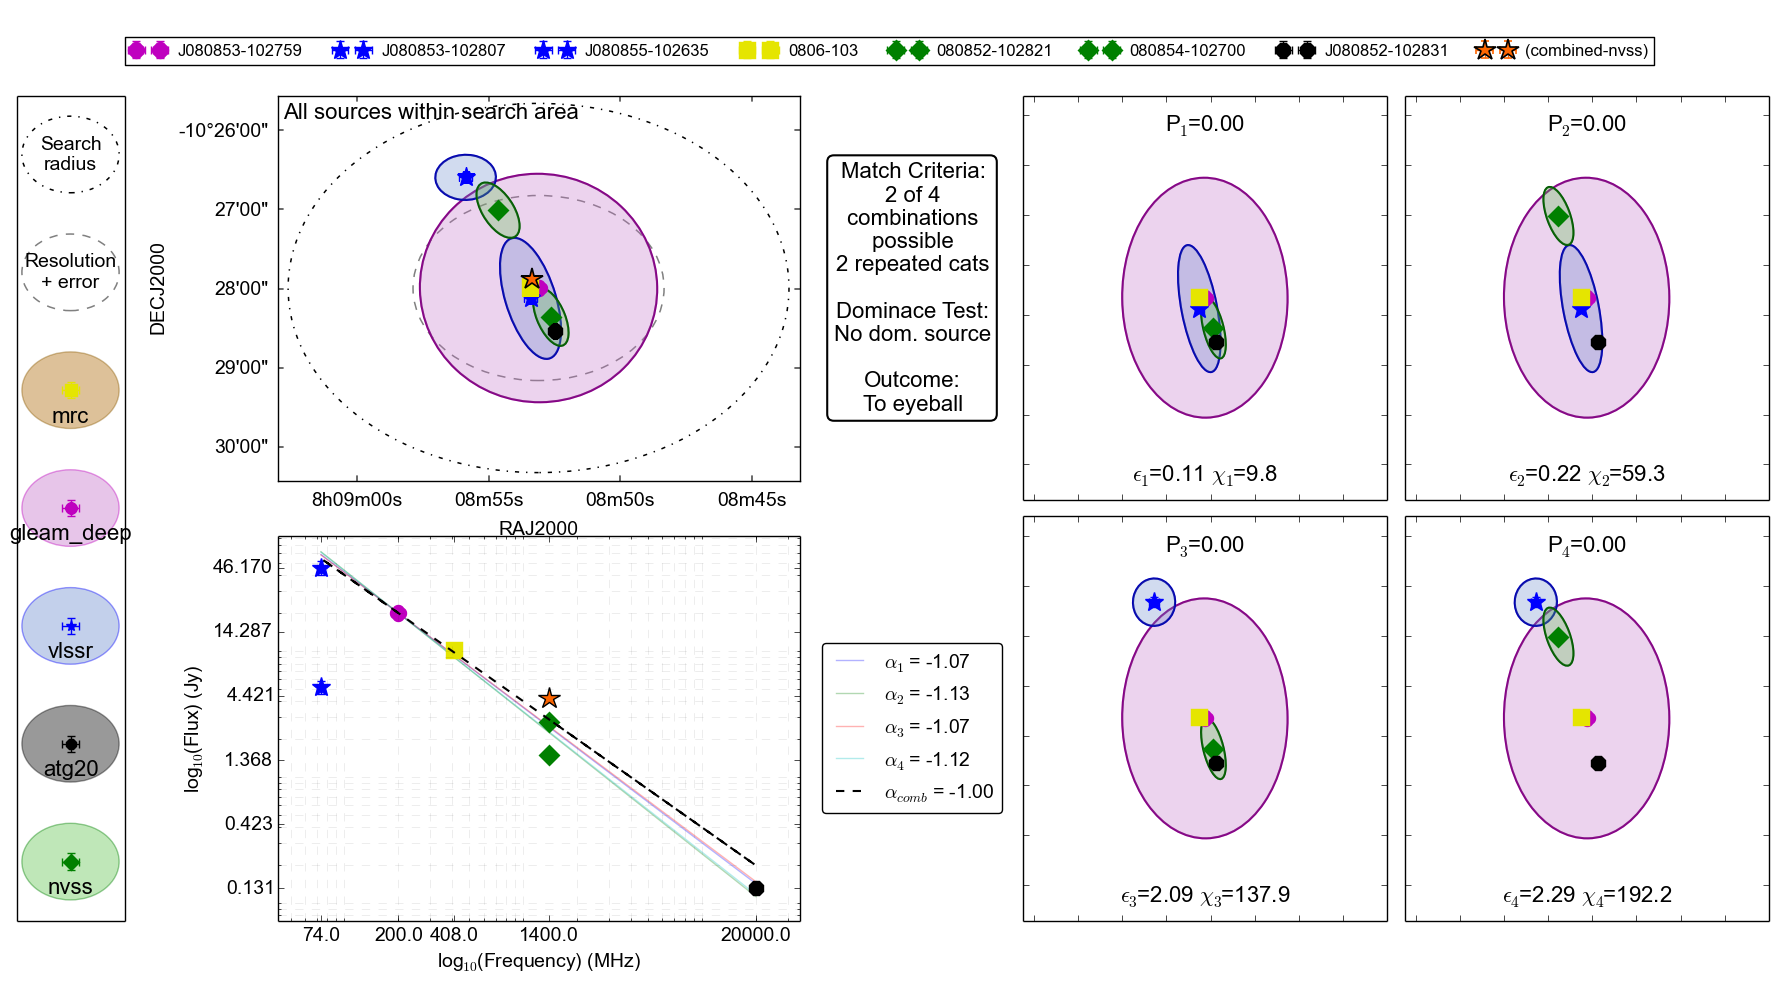 J080853-102759 J080853-102807 J080855-102635 0806-103 080852-102821 080854-102700 J080852-102831 (combined-nvss)
Search
radius
Resolution
+ error
mrc
gleam_deep
vlssr
atg20
nvss
All sources within search area
DECJ2000
-10°26'00"
27'00"
28'00"
29'00"
30'00"
8h09m00s 08m55s 08m50s 08m45s
RAJ2000
Match Criteria:
2 of 4
combinations
possible
2 repeated cats
Dominace Test:
No dom. source
Outcome:
To eyeball
P1=0.00
ϵ1=0.11 χ1=9.8
P2=0.00
ϵ2=0.22 χ2=59.3
log10(Flux) (Jy)
46.170
14.287
4.421
1.368
0.423
0.131
74.0 200.0 408.0 1400.0 20000.0
log10(Frequency) (MHz)
α1 = -1.07
α2 = -1.13
α3 = -1.07
α4 = -1.12
αcomb = -1.00
P3=0.00
ϵ3=2.09 χ3=137.9
P4=0.00
ϵ4=2.29 χ4=192.2